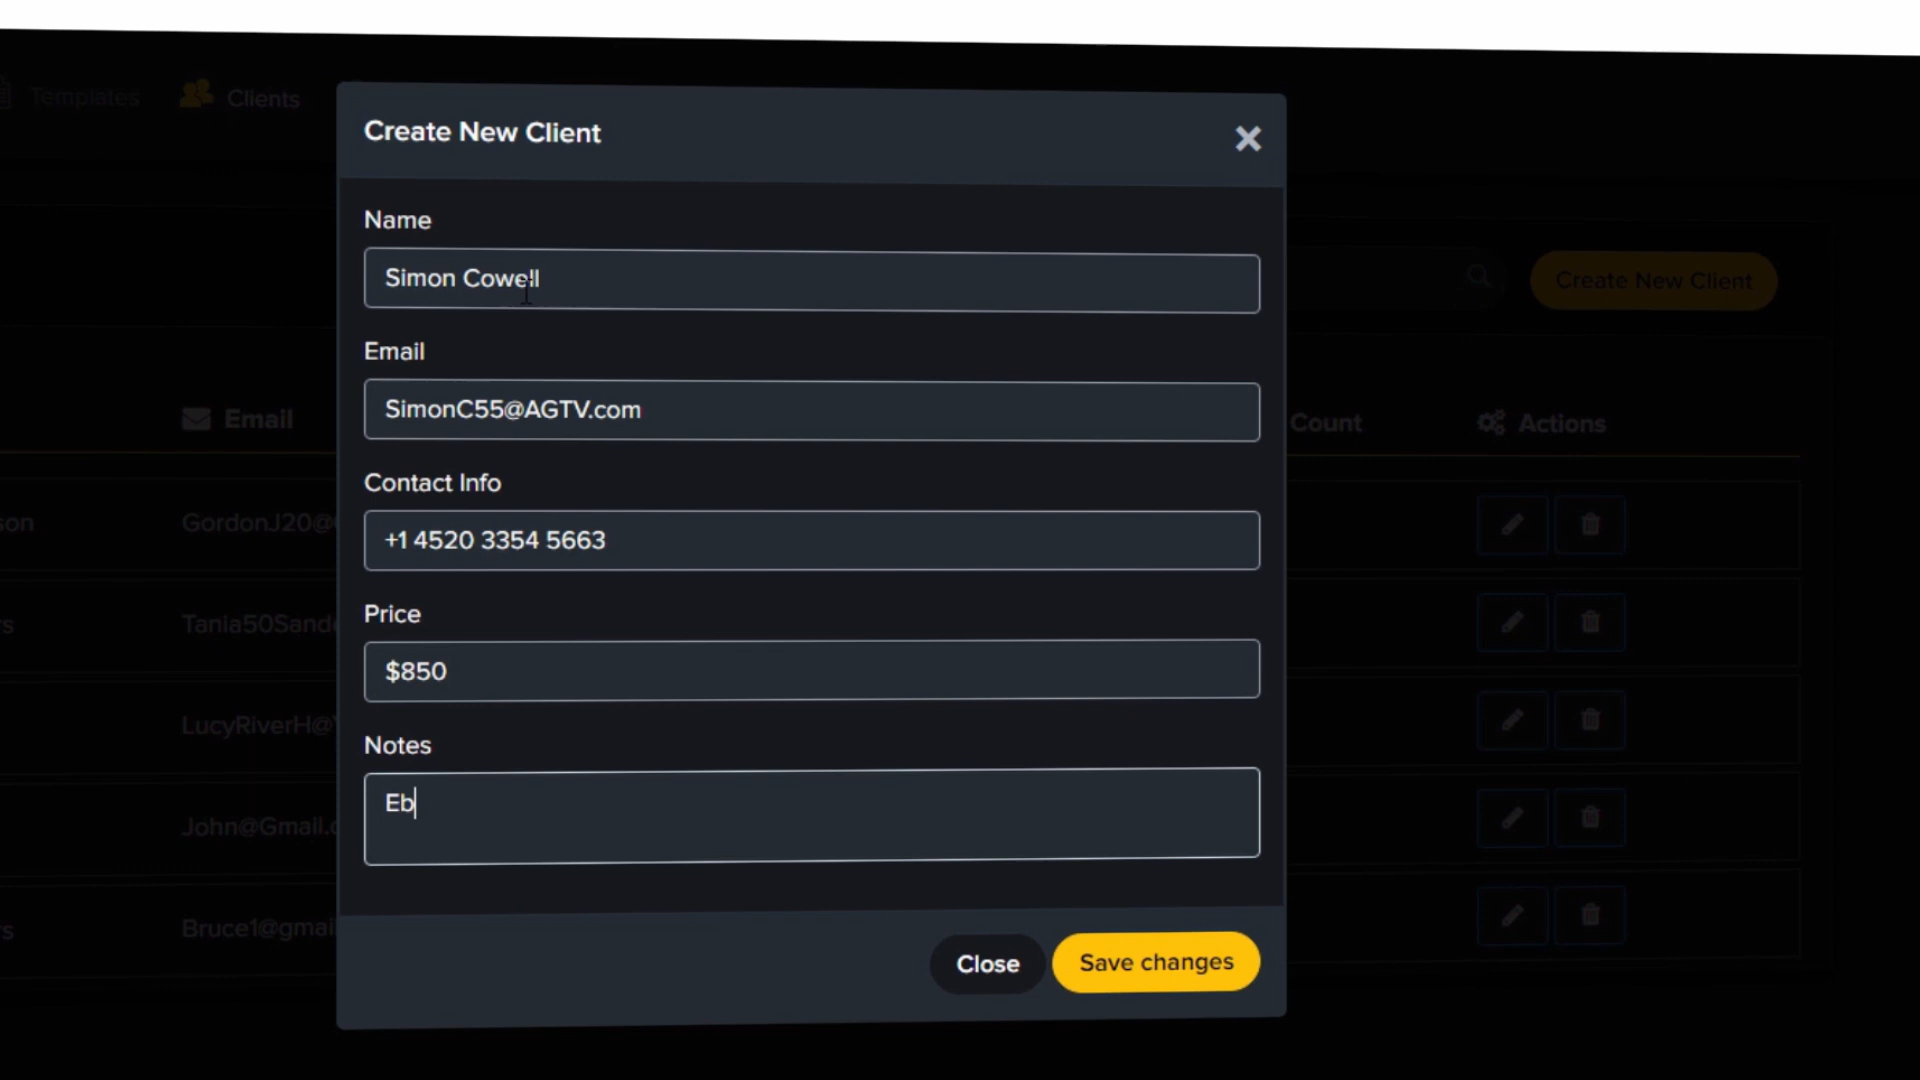 Templates
Clients
Create New Client
Name
Simon Cowell
Create New Client
Email
SimonC55@AGTV.com
Email
Count
Actions
Contact Info
+1 4520 3354 5663
son
GordonJ20@
Price
Tania50Sand
$850
LucyRiverH@
Notes
Eb
John@Gmail.
Bruce1@gmai
Close
Save changes